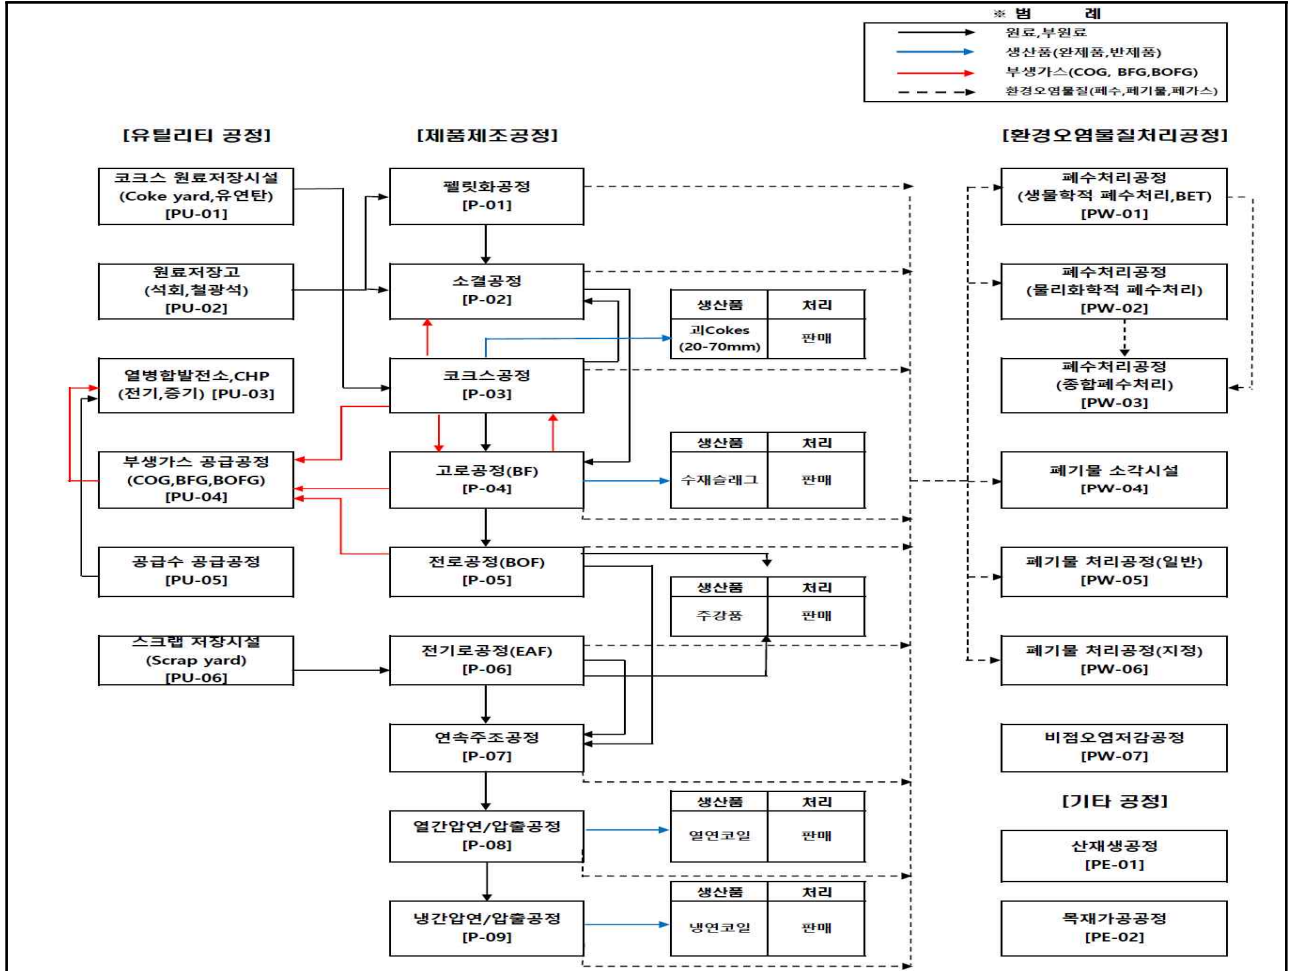 ※ 범 례
원료,부원료
생산품(완제품,반제품)
부생가스(COG, BFG,BOFG)
환경오염물질(폐수,폐기물,폐가스)
[유틸리티 공정]
코크스 원료저장시설
(Coke yard,유연탄)
[PU-01]
원료저장고
(석회,철광석)
[PU-02]
열병합발전소,CHP
(전기,증기) [PU-03]
부생가스 공급공정
(COG,BFG,BOFG)
[PU-04]
공급수 공급공정
[PU-05]
스크랩 저장시설
(Scrap yard)
[PU-06]
[제품제조공정]
펠릿화공정
[P-01]
소결공정
[P-02]
코크스공정
[P-03]
고로공정(BF)
[P-04]
전로공정(BOF)
[P-05]
전기로공정(EAF)
[P-06]
연속주조공정
[P-07]
열간압연/압출공정
[P-08]
냉간압연/압출공정
[P-09]
생산품 처리
괴Cokes
(20-70mm)
판매
생산품 처리
수재슬래그 판매
생산품 처리
주강품 판매
생산품 처리
열연코일 판매
생산품 처리
냉연코일 판매
[환경오염물질처리공정]
폐수처리공정
(생물학적 폐수처리,BET)
[PW-01]
폐수처리공정
(물리화학적 폐수처리)
[PW-02]
폐수처리공정
(종합폐수처리)
[PW-03]
폐기물 소각시설
[PW-04]
폐기물 처리공정(일반)
[PW-05]
폐기물 처리공정(지정)
[PW-06]
비점오염저감공정
[PW-07]
[기타 공정]
산재생공정
[PE-01]
목재가공공정
[PE-02]